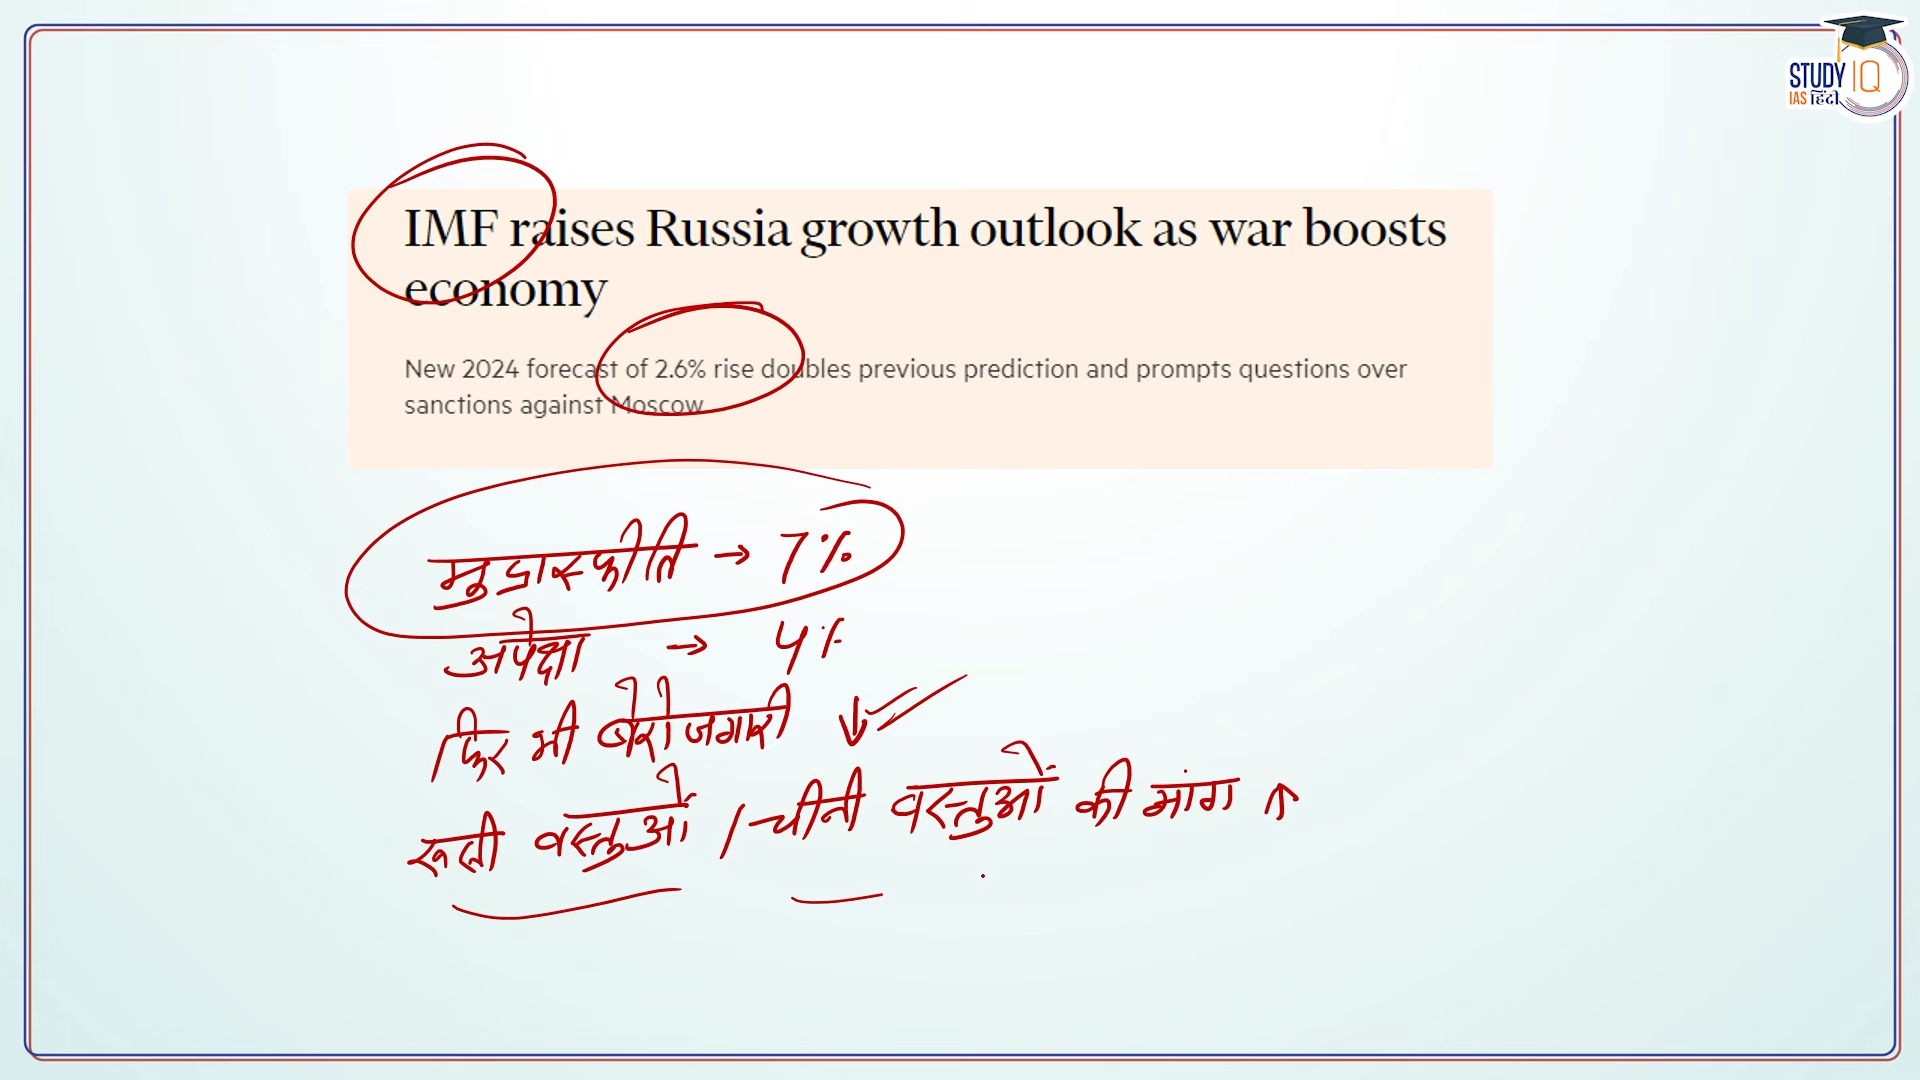 STUDY IQ
IAS हिंदी
IMF raises Russia growth outlook as war boosts
economy
New 2024 forecast of 2.6% rise doubles previous prediction and prompts questions over
sanctions against Moscow
मुद्रास्फीति → 7%
अपेक्षा → 4%
फिर भी बेरोजगारी ↓
रूसी वस्तुओं / चीनी वस्तुओं की मांग ↑